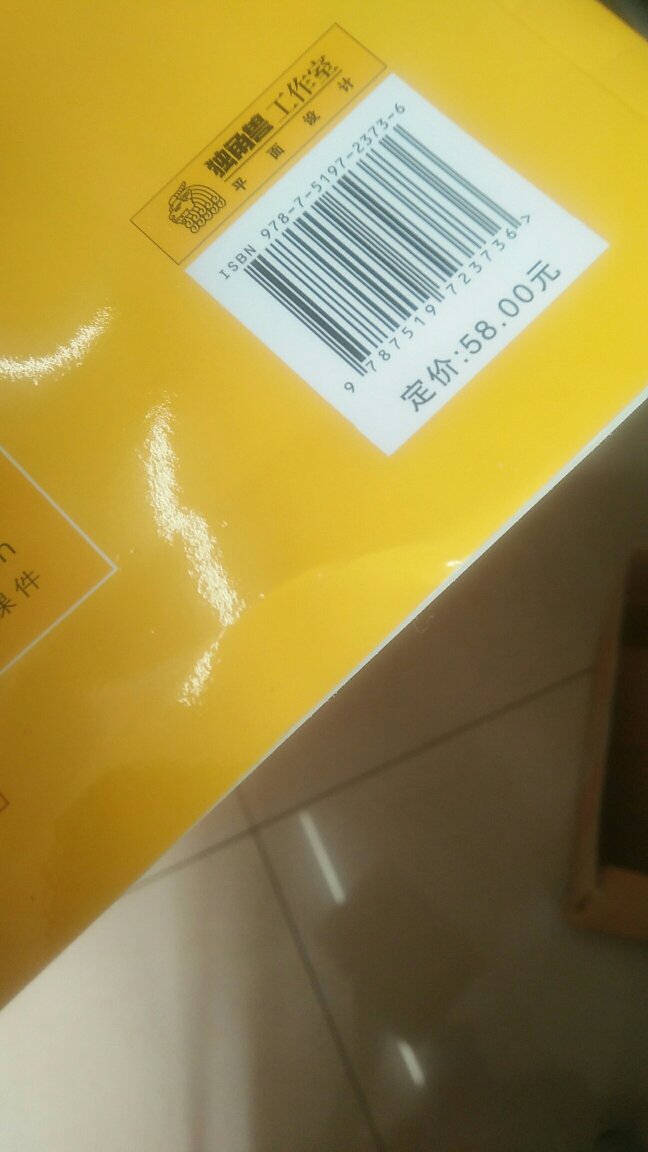 独角兽工作室
平面设计
ISBN 978-7-5197-2373-6
9 787519 723736 >
定价:58.00元
n
课件